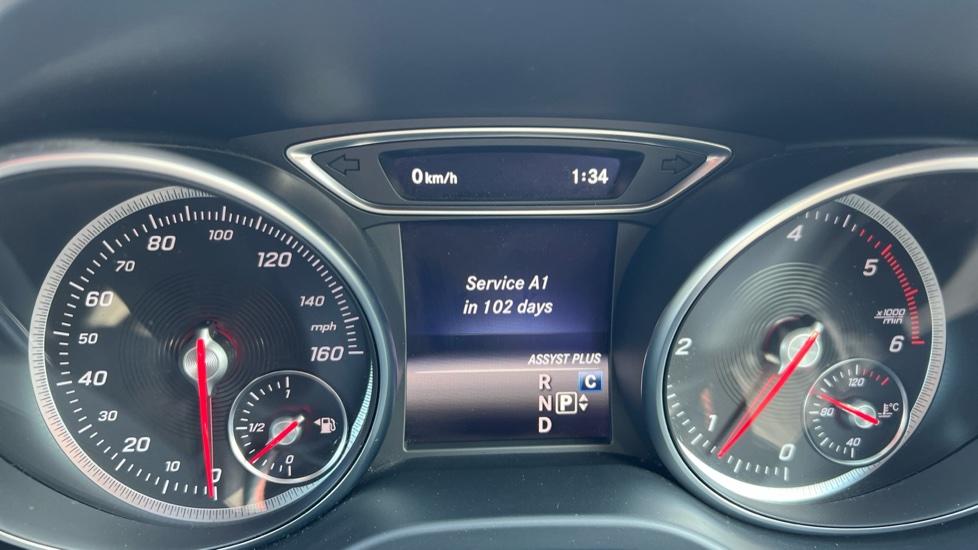 0 km/h 1:34
Service A1
in 102 days
ASSYST PLUS
R C
N P
D
0
10
20
30
40
50
60
70
80
100
120
140
mph
160
1
1/2
0
0
1
2
4
5
x1000
min
6
120
80
°C
40